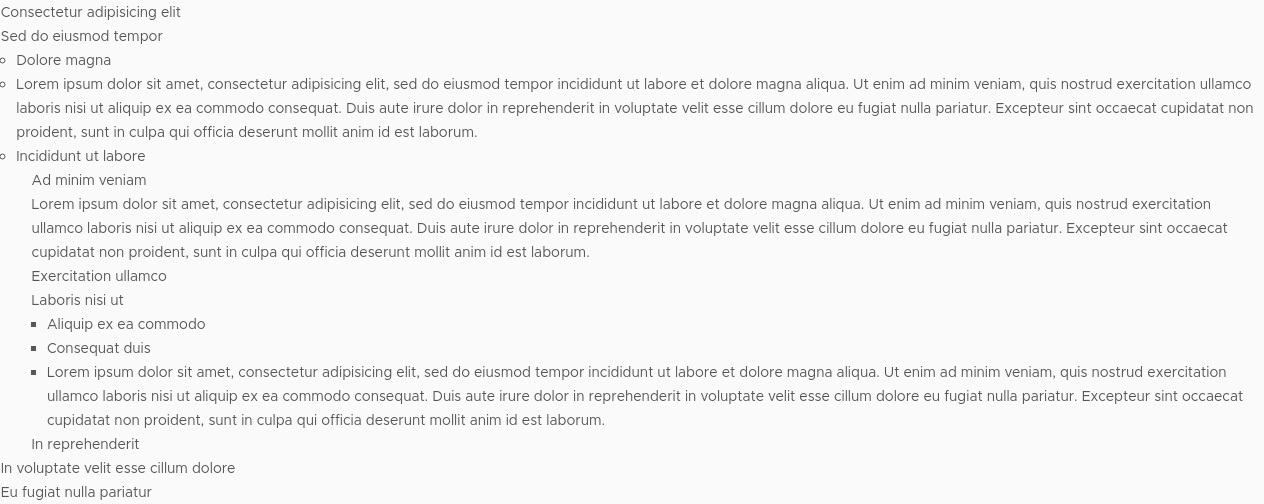 Consectetur adipisicing elit
Sed do eiusmod tempor
Dolore magna
Lorem ipsum dolor sit amet, consectetur adipisicing elit, sed do eiusmod tempor incididunt ut labore et dolore magna aliqua. Ut enim ad minim veniam, quis nostrud exercitation ullamco
laboris nisi ut aliquip ex ea commodo consequat. Duis aute irure dolor in reprehenderit in voluptate velit esse cillum dolore eu fugiat nulla pariatur. Excepteur sint occaecat cupidatat non
proident, sunt in culpa qui officia deserunt mollit anim id est laborum.
Incididunt ut labore
Ad minim veniam
Lorem ipsum dolor sit amet, consectetur adipisicing elit, sed do eiusmod tempor incididunt ut labore et dolore magna aliqua. Ut enim ad minim veniam, quis nostrud exercitation
ullamco laboris nisi ut aliquip ex ea commodo consequat. Duis aute irure dolor in reprehenderit in voluptate velit esse cillum dolore eu fugiat nulla pariatur. Excepteur sint occaecat
cupidatat non proident, sunt in culpa qui officia deserunt mollit anim id est laborum.
Exercitation ullamco
Laboris nisi ut
Aliquip ex ea commodo
Consequat duis
Lorem ipsum dolor sit amet, consectetur adipisicing elit, sed do eiusmod tempor incididunt ut labore et dolore magna aliqua. Ut enim ad minim veniam, quis nostrud exercitation
ullamco laboris nisi ut aliquip ex ea commodo consequat. Duis aute irure dolor in reprehenderit in voluptate velit esse cillum dolore eu fugiat nulla pariatur. Excepteur sint occaecat
cupidatat non proident, sunt in culpa qui officia deserunt mollit anim id est laborum.
In reprehenderit
In voluptate velit esse cillum dolore
Eu fugiat nulla pariatur